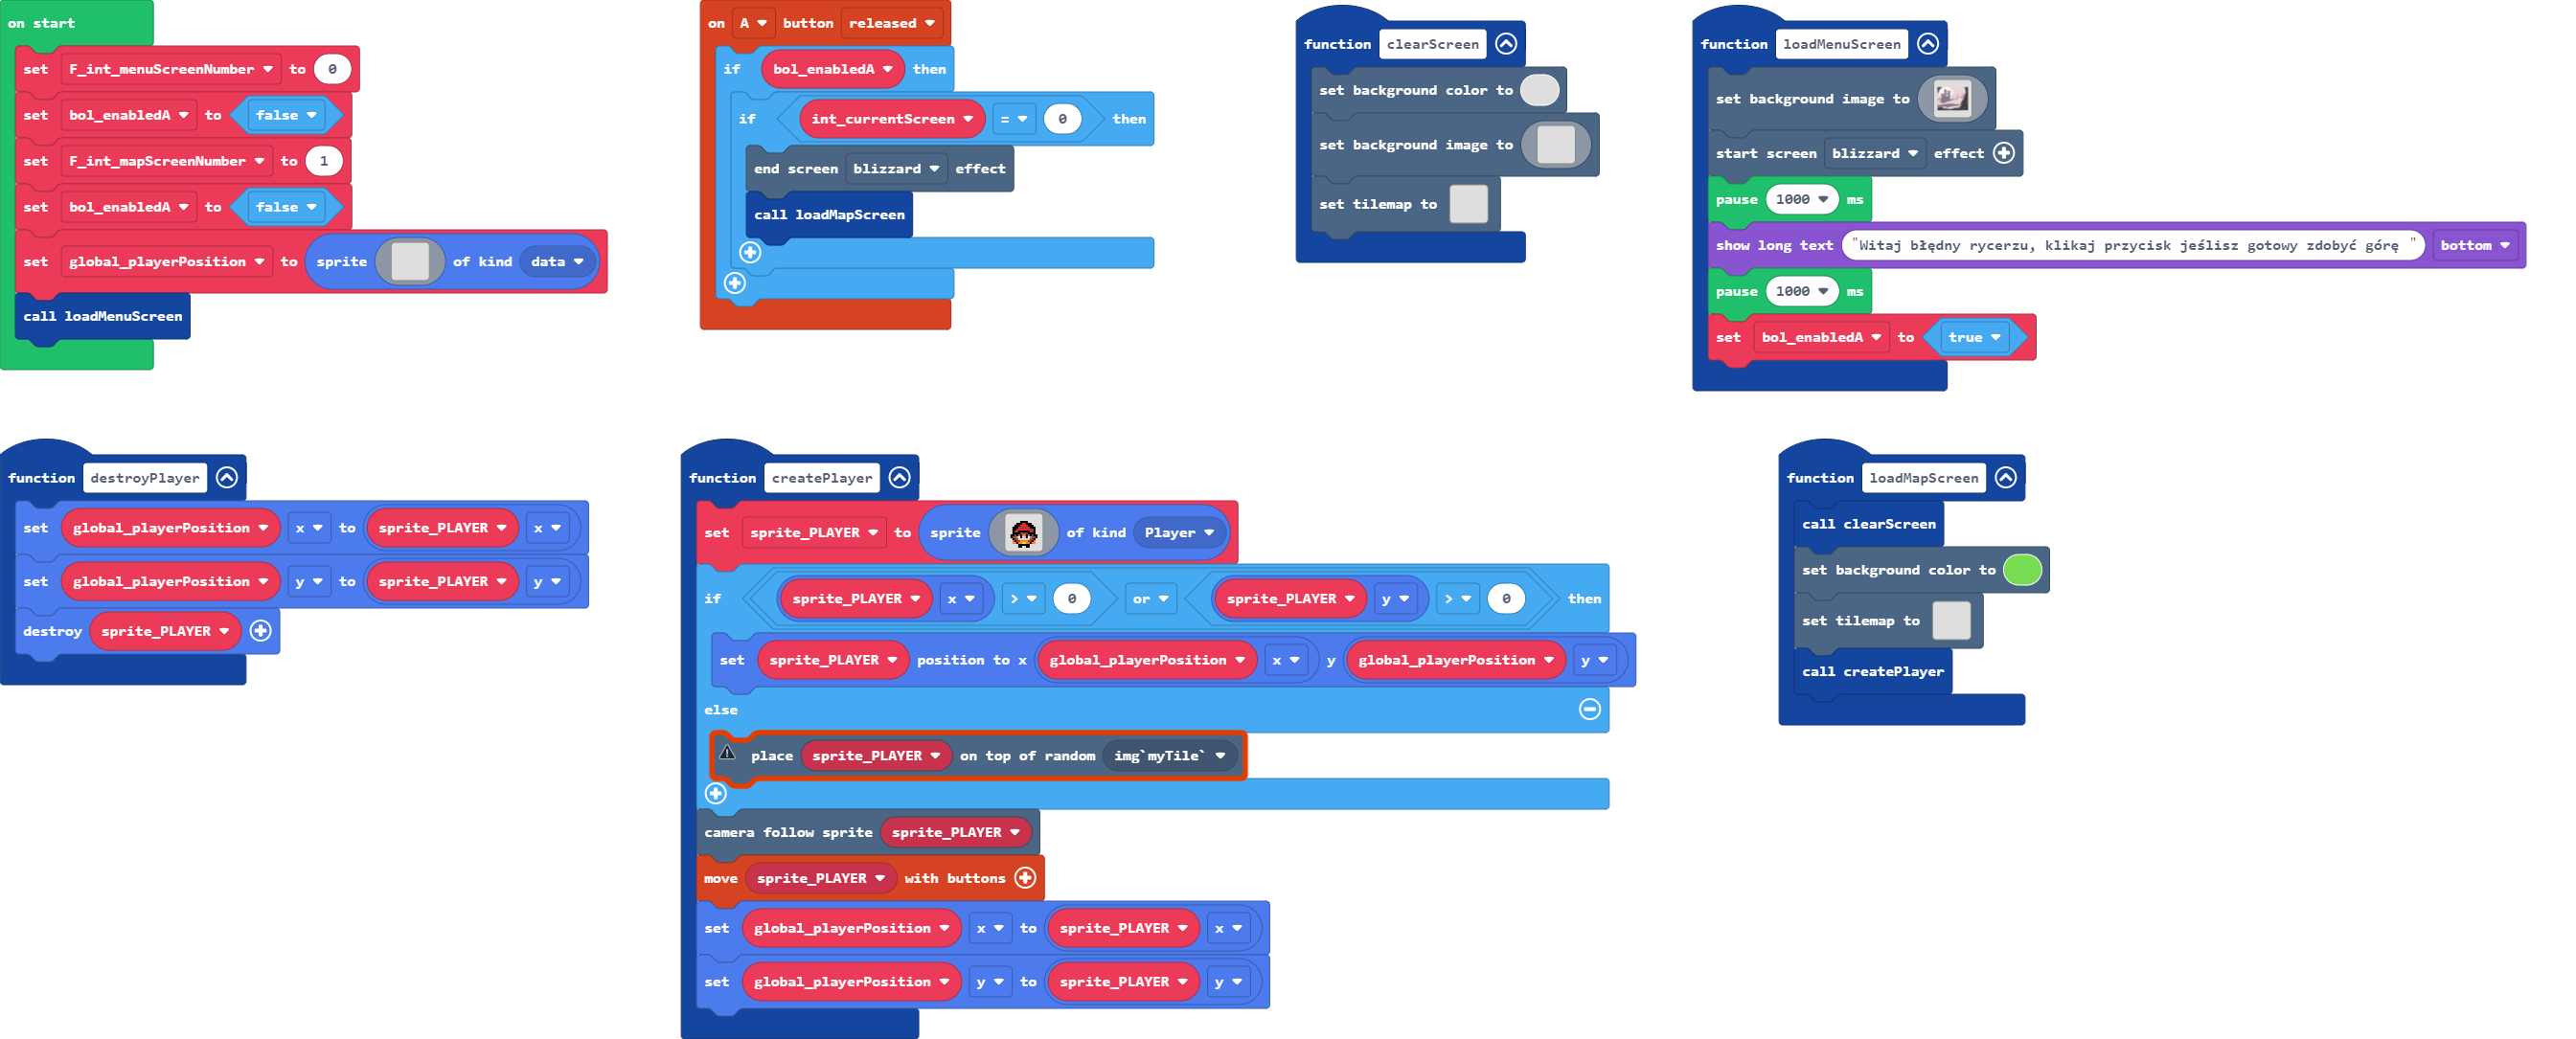 on start
set F_int_menuScreenNumber to 0
set bol_enabledA to false
set F_int_mapScreenNumber to 1
set bol_enabledA to false
set global_playerPosition to sprite of kind data
call loadMenuScreen
on A button released
if bol_enabledA then
if int_currentScreen = 0 then
end screen blizzard effect
call loadMapScreen
function clearScreen
set background color to
set background image to
set tilemap to
function loadMenuScreen
set background image to
start screen blizzard effect
pause 1000 ms
show long text "Witaj błędny rycerzu, klikaj przycisk jeślisz gotowy zdobyć górę " bottom
pause 1000 ms
set bol_enabledA to true
function destroyPlayer
set global_playerPosition x to sprite_PLAYER x
set global_playerPosition y to sprite_PLAYER y
destroy sprite_PLAYER
function createPlayer
set sprite_PLAYER to sprite of kind Player
if sprite_PLAYER x > 0 or sprite_PLAYER y > 0 then
set sprite_PLAYER position to x global_playerPosition x y global_playerPosition y
else
place sprite_PLAYER on top of random img`myTile`
camera follow sprite sprite_PLAYER
move sprite_PLAYER with buttons
set global_playerPosition x to sprite_PLAYER x
set global_playerPosition y to sprite_PLAYER y
function loadMapScreen
call clearScreen
set background color to
set tilemap to
call createPlayer